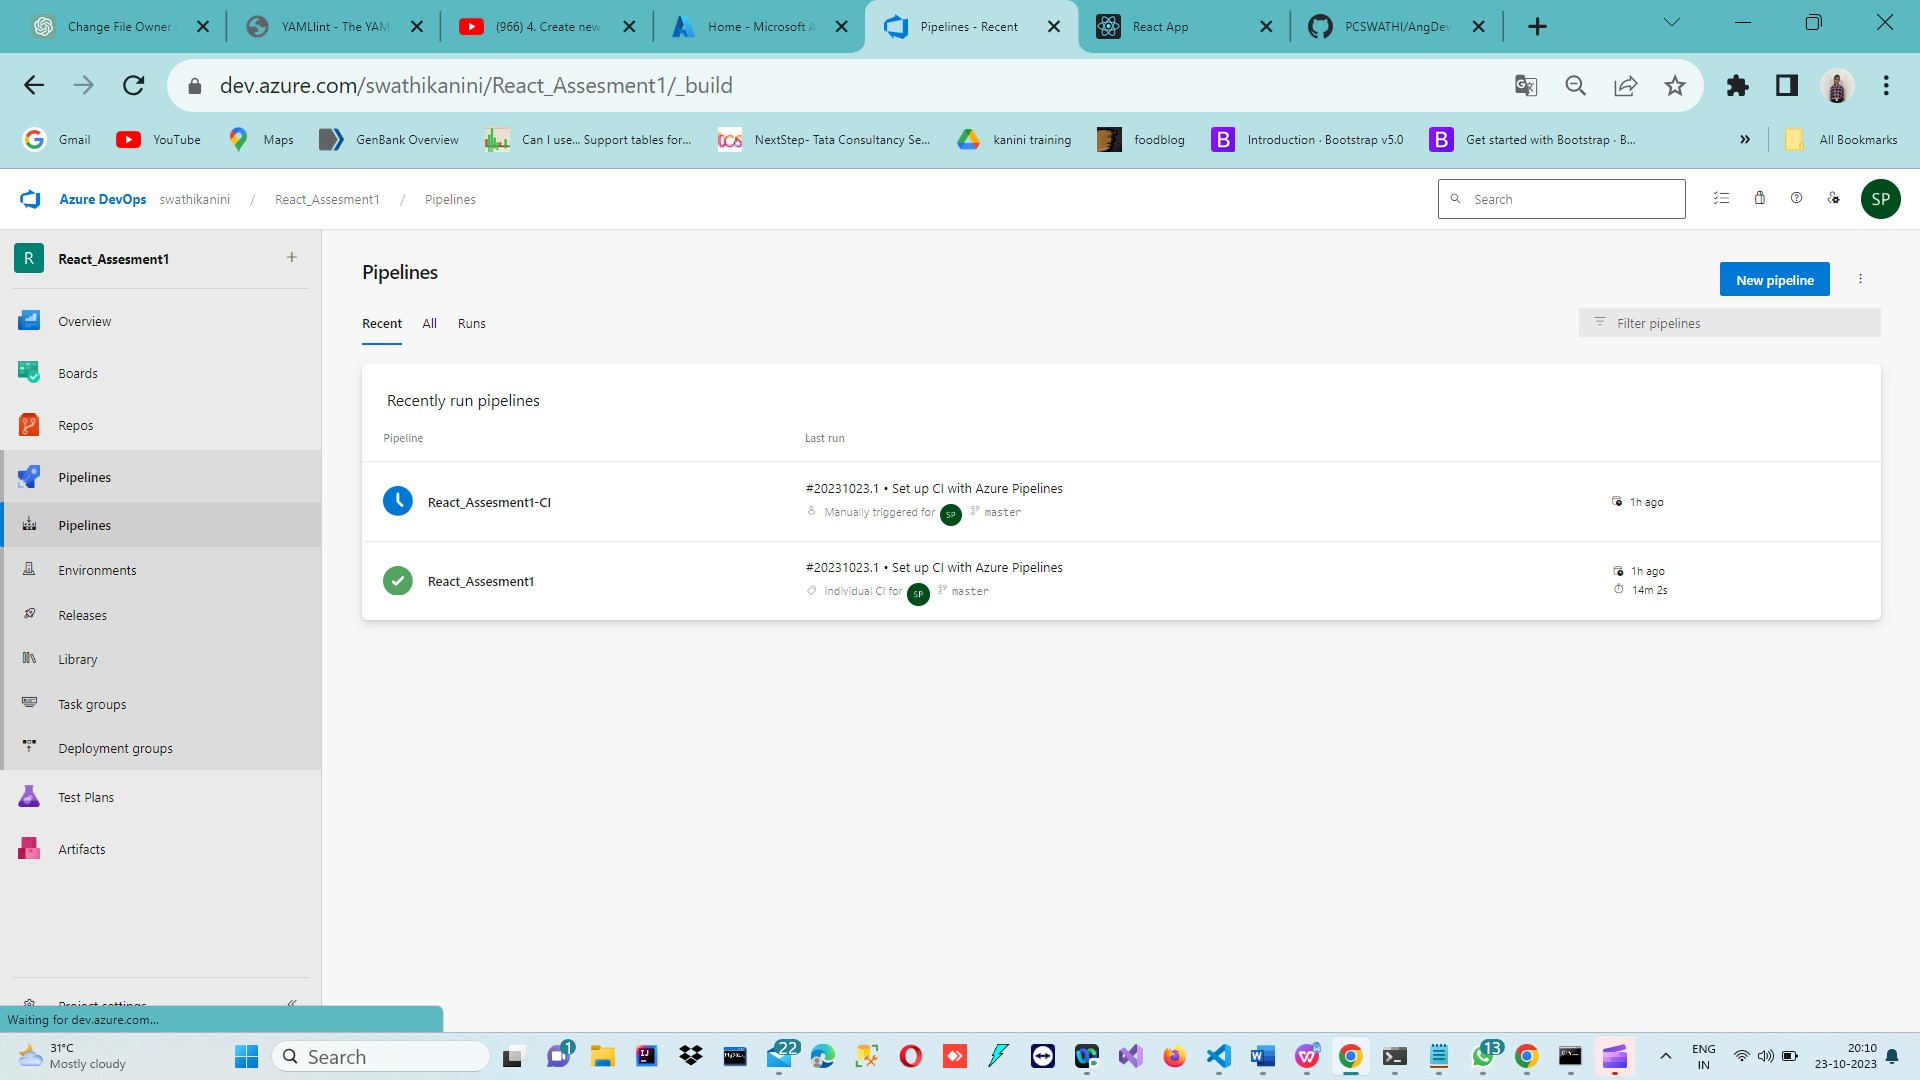 Change File Owner
YAMLlint - The YAM
(966) 4. Create new
Home - Microsoft A
Pipelines - Recent
React App
PCSWATHI/AngDev
dev.azure.com/swathikanini/React_Assesment1/_build
Gmail
YouTube
Maps
GenBank Overview
Can I use... Support tables for...
NextStep- Tata Consultancy Se...
kanini training
foodblog
Introduction · Bootstrap v5.0
Get started with Bootstrap · B...
»
All Bookmarks
Azure DevOps swathikanini / React_Assesment1 / Pipelines
Search
SP
R React_Assesment1 +
Overview
Boards
Repos
Pipelines
Pipelines
Environments
Releases
Library
Task groups
Deployment groups
Test Plans
Artifacts
Project settings
Pipelines
New pipeline
Recent All Runs
Filter pipelines
Recently run pipelines
Pipeline Last run
React_Assesment1-CI
#20231023.1 • Set up CI with Azure Pipelines
Manually triggered for SP master
1h ago
React_Assesment1
#20231023.1 • Set up CI with Azure Pipelines
Individual CI for SP master
1h ago
14m 2s
Waiting for dev.azure.com...
31°C
Mostly cloudy
Search
1
22
13
ENG
IN
20:10
23-10-2023